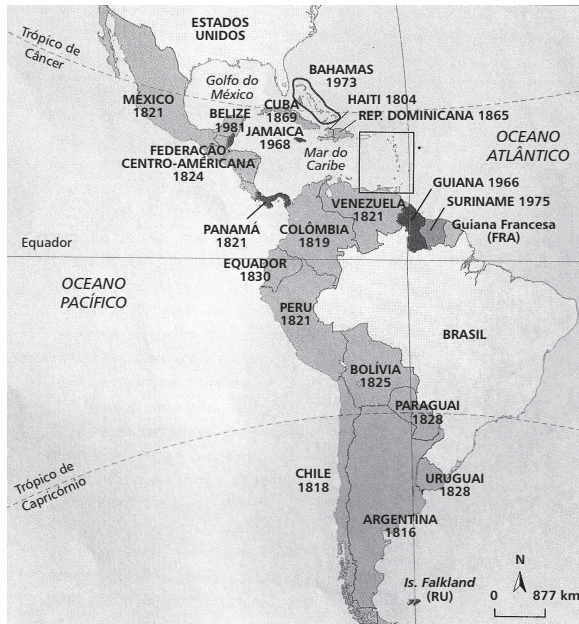 ESTADOS
UNIDOS
Trópico de
Câncer
Golfo do
México
BAHAMAS
1973
MÉXICO
1821
CUBA
1869
HAITI 1804
REP. DOMINICANA 1865
BELIZE
1981
JAMAICA
1968
OCEANO
ATLÂNTICO
FEDERAÇÃO
CENTRO-AMÉRICANA
1824
Mar do
Caribe
GUIANA 1966
SURINAME 1975
VENEZUELA
1821
Guiana Francesa
(FRA)
PANAMÁ
1821
COLÔMBIA
1819
Equador
EQUADOR
1830
OCEANO
PACÍFICO
PERU
1821
BRASIL
BOLÍVIA
1825
PARAGUAI
1828
Trópico de
Capricórnio
CHILE
1818
URUGUAI
1828
ARGENTINA
1816
Is. Falkland
(RU)
N
0 877 km